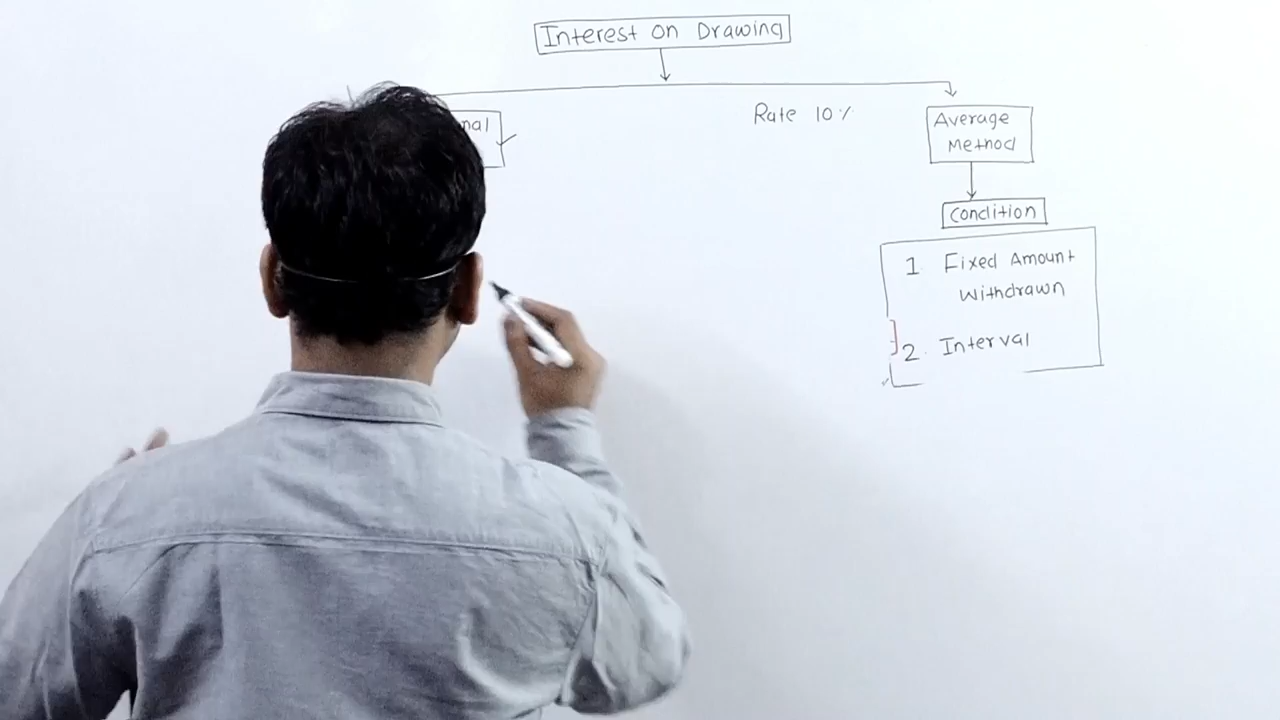 Interest On Drawing
Rate 10%
Average
Method
Condition
1 Fixed Amount
Withdrawn
2. Interval